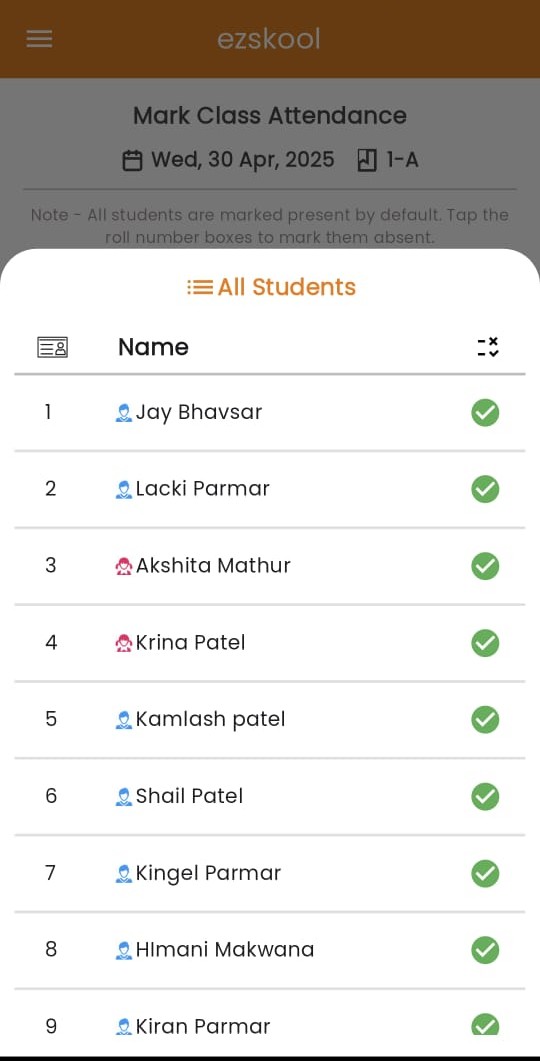 ezskool
Mark Class Attendance
Wed, 30 Apr, 2025 1-A
Note - All students are marked present by default. Tap the
roll number boxes to mark them absent.
All Students
Name
1 Jay Bhavsar
2 Lacki Parmar
3 Akshita Mathur
4 Krina Patel
5 Kamlash patel
6 Shail Patel
7 Kingel Parmar
8 HImani Makwana
9 Kiran Parmar